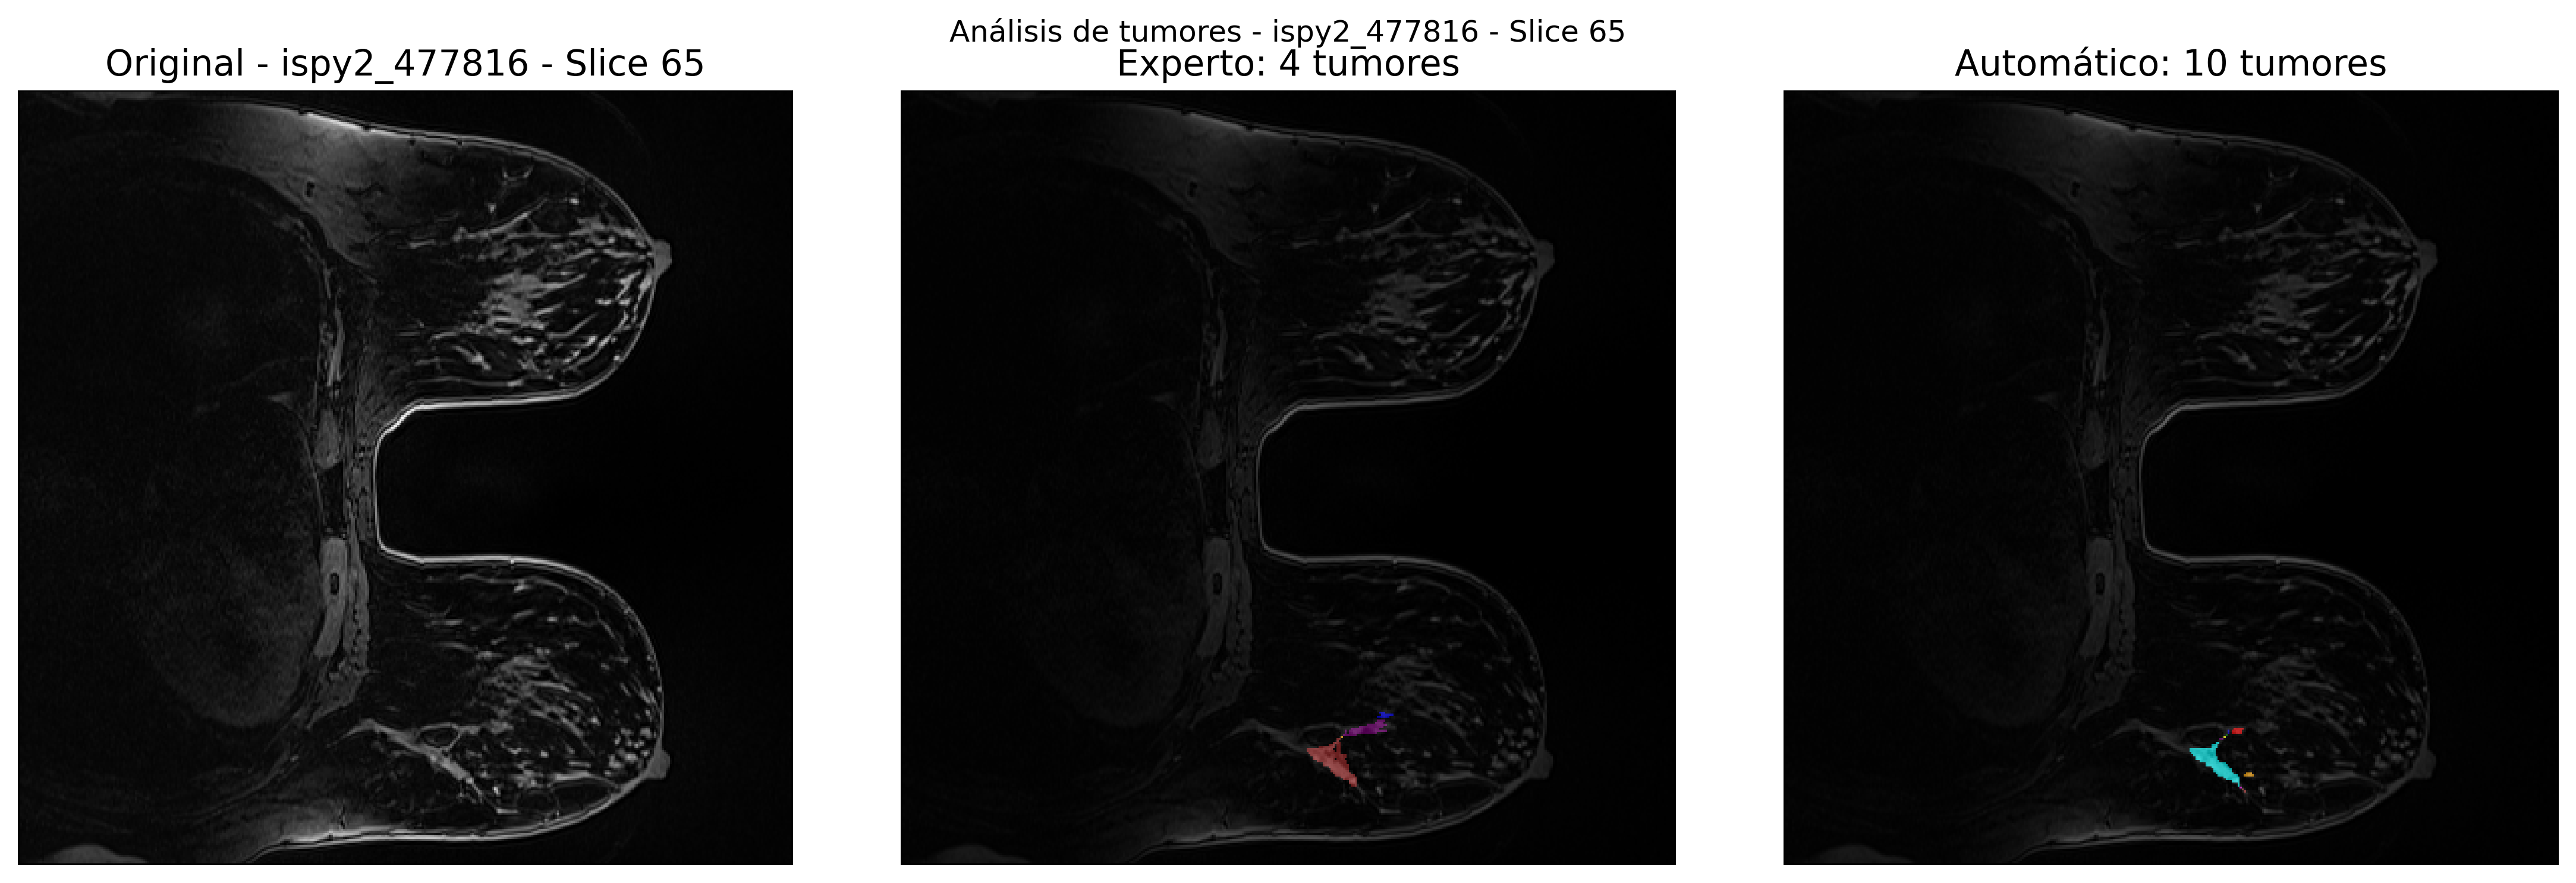 Análisis de tumores - ispy2_477816 - Slice 65
Original - ispy2_477816 - Slice 65
Experto: 4 tumores
Automático: 10 tumores